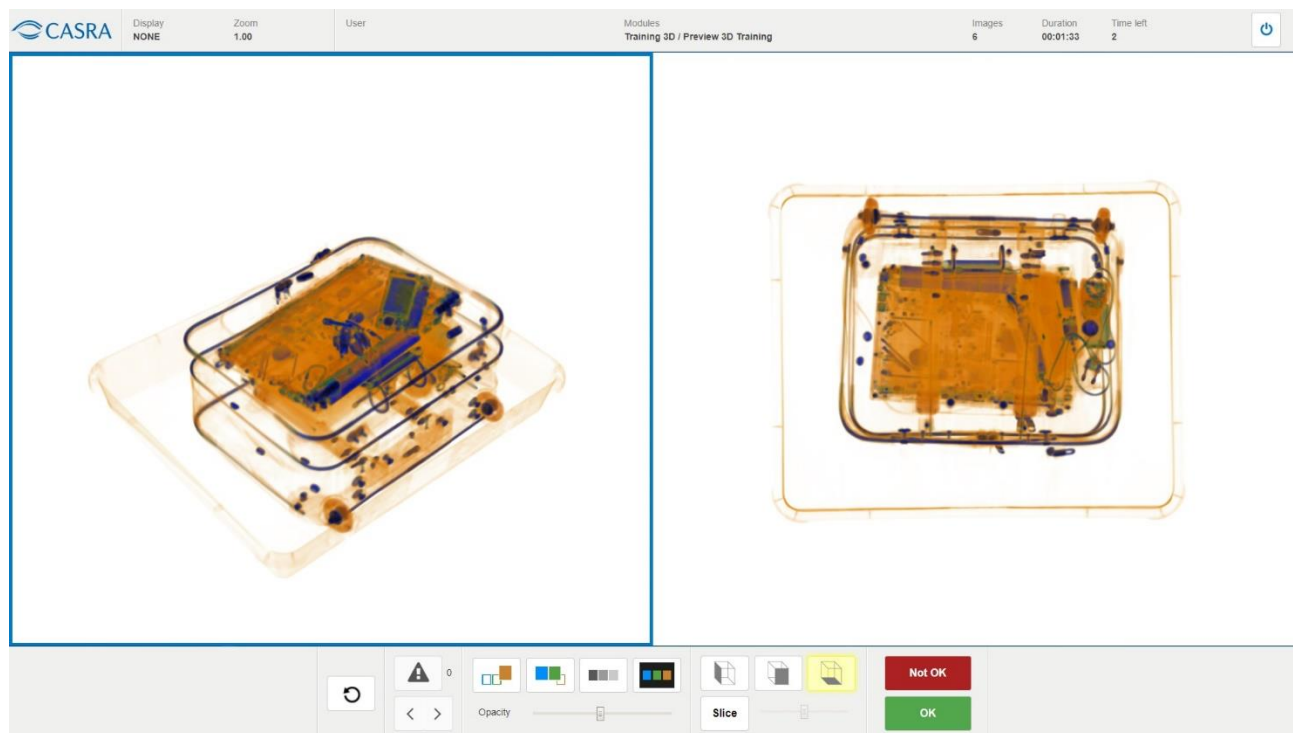 CASRA
Display
NONE
Zoom
1.00
User
Modules
Training 3D / Preview 3D Training
Images
6
Duration
00:01:33
Time left
2
0
Not OK
Opacity
Slice
OK